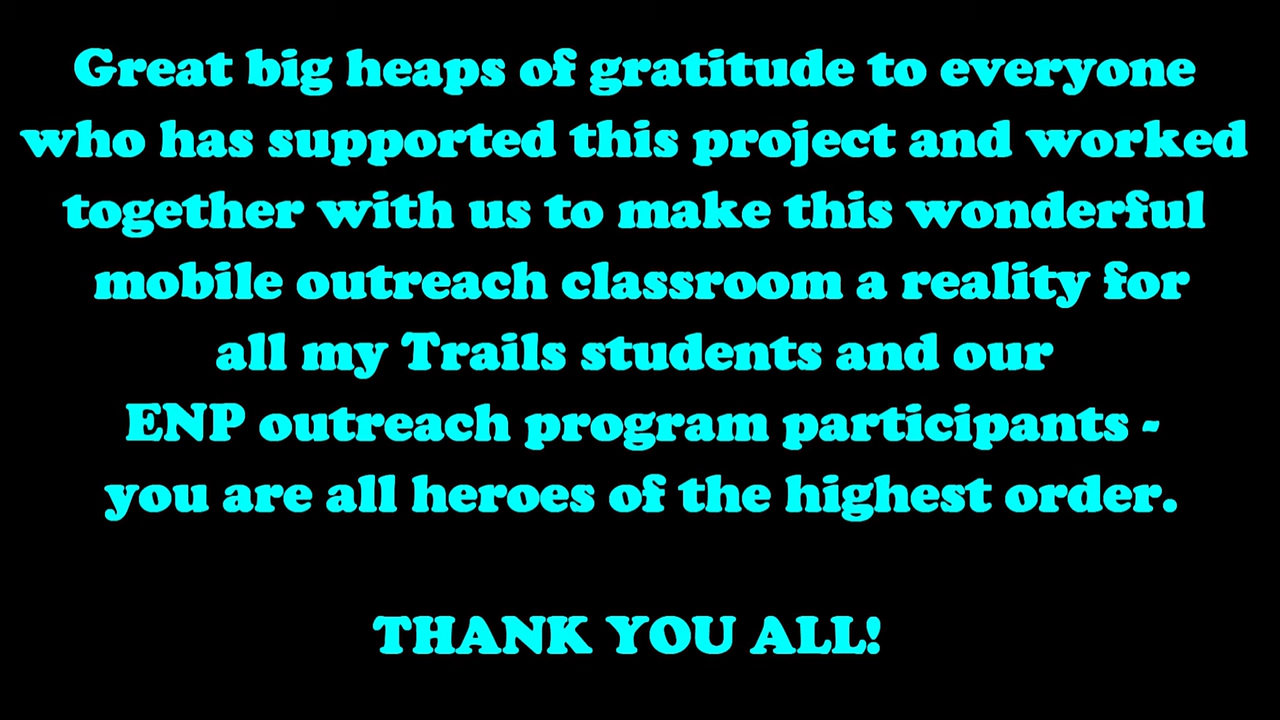 Great big heaps of gratitude to everyone
who has supported this project and worked
together with us to make this wonderful
mobile outreach classroom a reality for
all my Trails students and our
ENP outreach program participants -
you are all heroes of the highest order.
THANK YOU ALL!